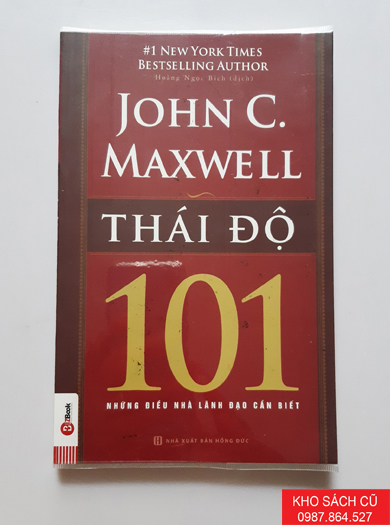 #1 NEW YORK TIMES
BESTSELLING AUTHOR
Hoàng Ngọc Bích (dịch)
JOHN C.
MAXWELL
THÁI ĐỘ
101
NHỮNG ĐIỀU NHÀ LÃNH ĐẠO CẦN BIẾT
NHÀ XUẤT BẢN HỒNG ĐỨC
KHO SÁCH CŨ
0987.864.527